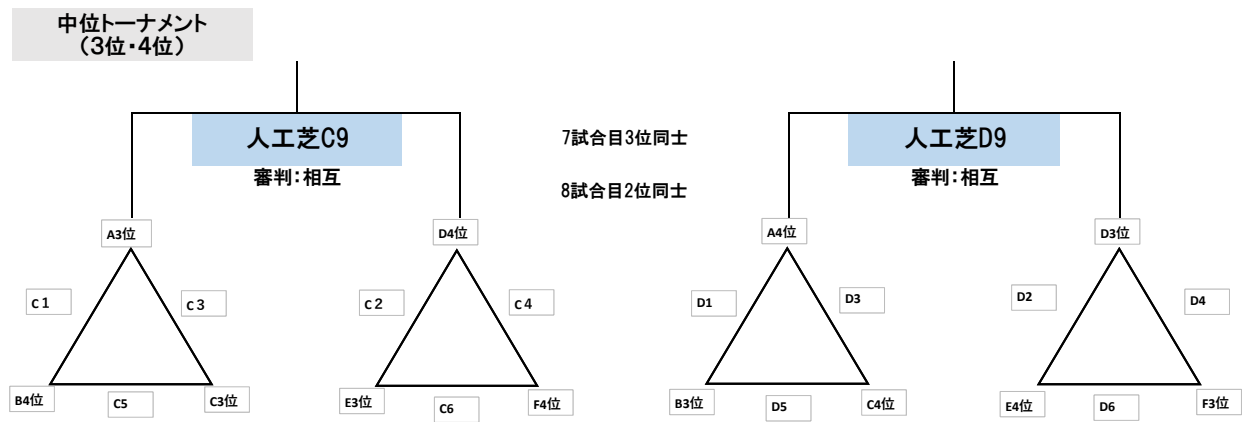 中位トーナメント
（3位・4位）
人工芝C9
審判：相互
7試合目3位同士
8試合目2位同士
人工芝D9
審判：相互
A3位
D4位
A4位
D3位
C１
C３
C２
C４
D1
D3
D2
D4
B4位
C5
C3位
E3位
C6
F4位
B3位
D5
C4位
E4位
D6
F3位